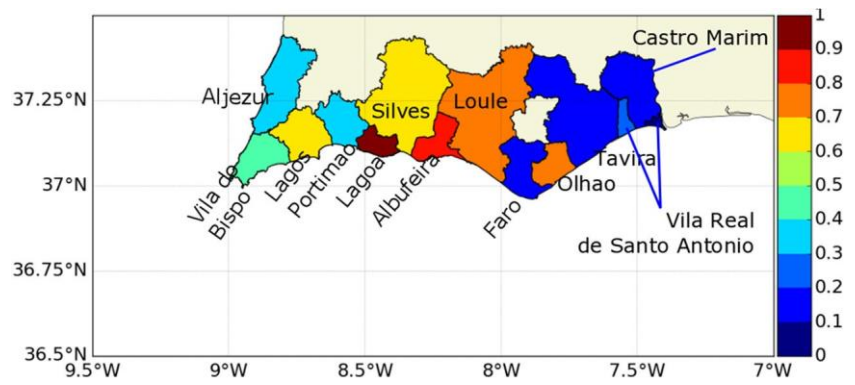 Castro Marim
Aljezur
Silves
Loule
Vila do
Bispo
Lagos
Portimao
Lagoa
Albufeira
Faro
Olhao
Tavira
Vila Real
de Santo Antonio
37.25°N
37°N
36.75°N
36.5°N
9.5°W
9°W
8.5°W
8°W
7.5°W
7°W
1
0.9
0.8
0.7
0.6
0.5
0.4
0.3
0.2
0.1
0